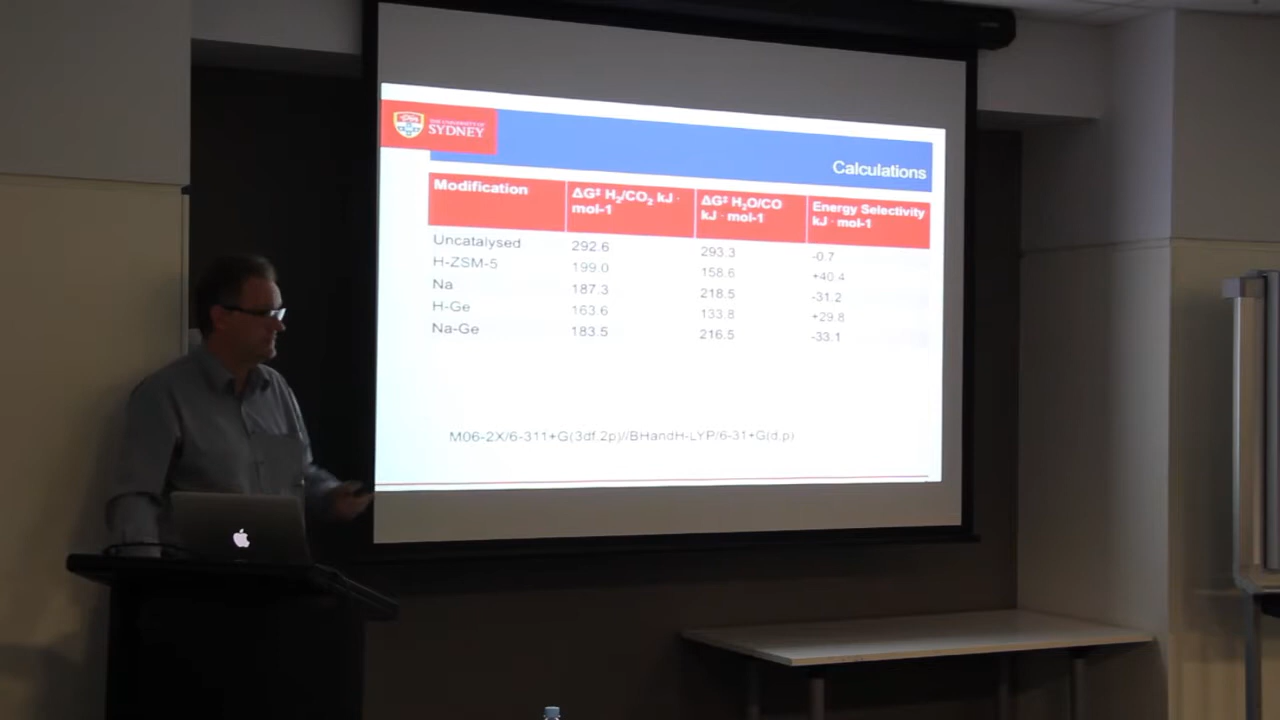 THE UNIVERSITY OF
SYDNEY
Calculations
Modification ΔG‡ H₂/CO₂ kJ · mol-1 ΔG‡ H₂O/CO kJ · mol-1 Energy Selectivity kJ · mol-1
Uncatalysed 292.6 293.3 -0.7
H-ZSM-5 199.0 158.6 +40.4
Na 187.3 218.5 -31.2
H-Ge 163.6 133.8 +29.8
Na-Ge 183.5 216.5 -33.1
M06-2X/6-311+G(3df,2p)//BHandH-LYP/6-31+G(d,p)